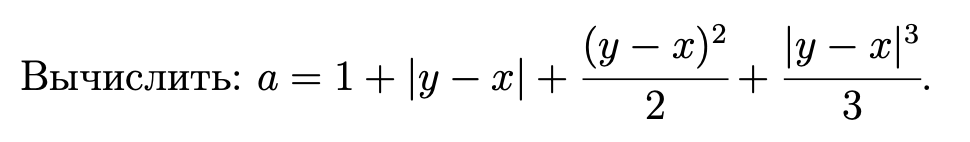 Вычислить: a = 1 + |y − x| + (y − x)²/2 + |y − x|³/3.